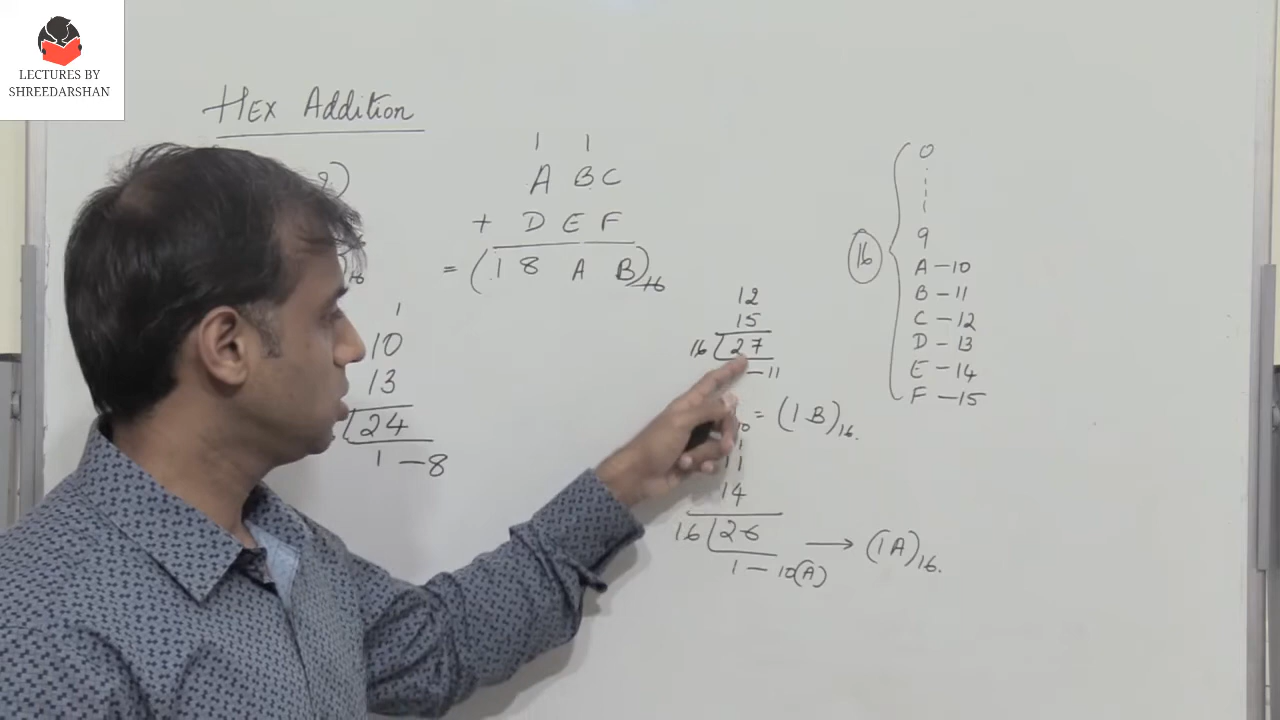 LECTURES BY
SHREEDARSHAN
HEX Addition
1 1
A B C
+ D E F
= (1 8 A B)16
16
1
10
13
24
1 — 8
12
15
16 27
— 11
= (1 B)16.
11
14
16 26 → (1A)16.
1 — 10(A)
16
0
9
A — 10
B — 11
C — 12
D — 13
E — 14
F — 15